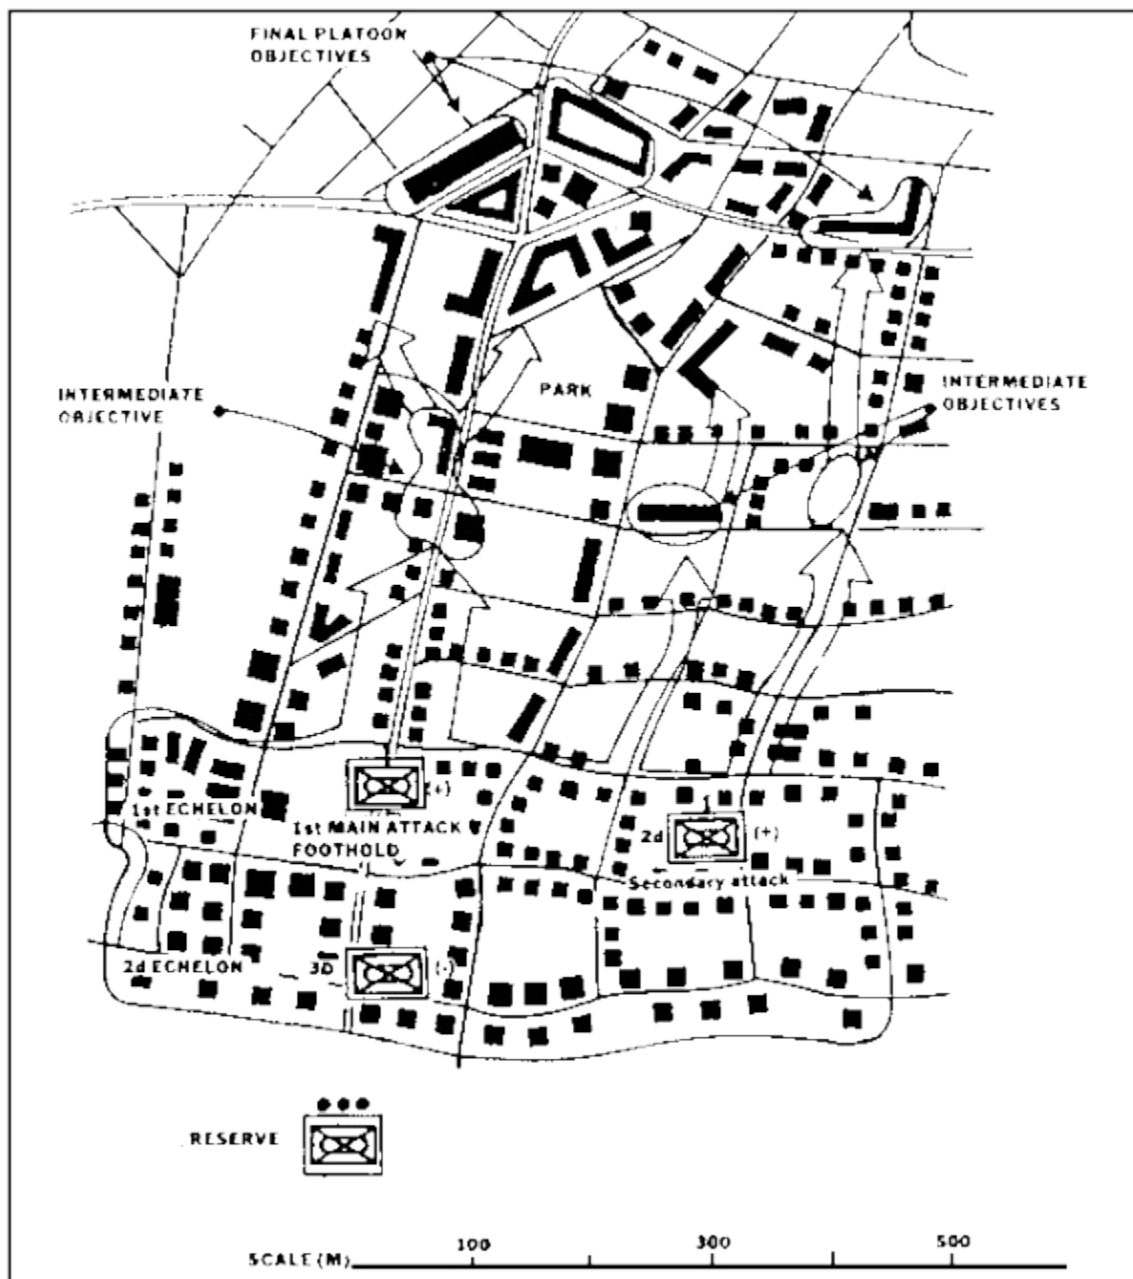 FINAL PLATOON
OBJECTIVES
PARK
INTERMEDIATE
OBJECTIVE
INTERMEDIATE
OBJECTIVES
1st ECHELON
1st MAIN ATTACK
FOOTHOLD
(+)
2d
(+)
Secondary attack
2d ECHELON
3D
(-)
RESERVE
100
300
500
SCALE (M)